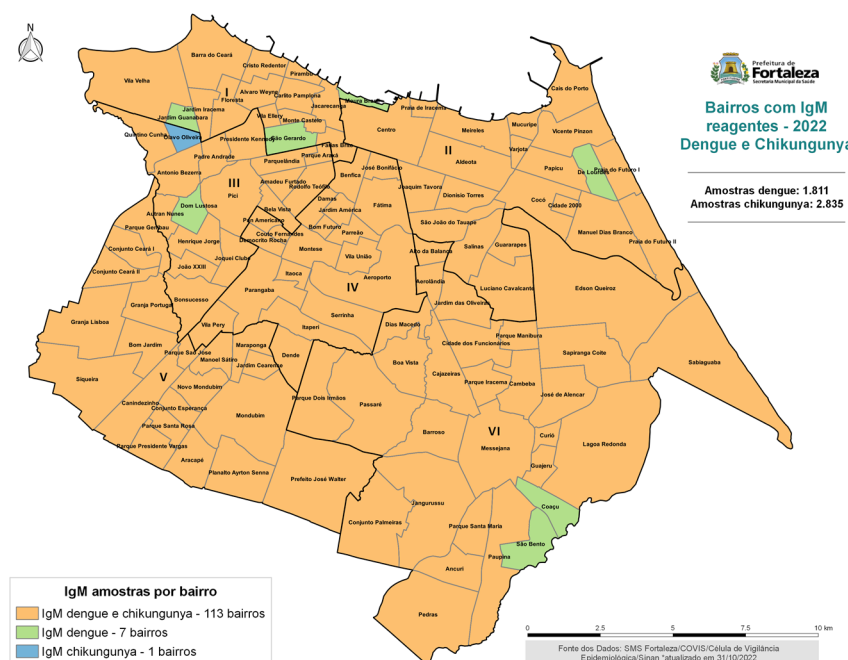 N
Prefeitura de
Fortaleza
Secretaria Municipal da Saúde
Bairros com IgM
reagentes - 2022
Dengue e Chikungunya
Amostras dengue: 1.811
Amostras chikungunya: 2.835
Barra do Ceará
Vila Velha
Cristo Redentor
Pirambu
I
Floresta
Alvaro Weyne
Carlito Pamplona
Jacarecanga
Moura Brasil
Praia de Iracema
Cais do Porto
Jardim Iracema
Jardim Guanabara
Vila Ellery
Monte Castelo
Quintino Cunha
Olavo Oliveira
Presidente Kennedy
São Gerardo
Farias Brito
Centro
Meireles
Mucuripe
Vicente Pinzon
Varjota
II
Aldeota
Papicu
De Lourdes
Praia do Futuro I
Padre Andrade
Parquelândia
Parque Araxá
Antonio Bezerra
III
Pici
Amadeu Furtado
Rodolfo Teófilo
Benfica
José Bonifácio
Joaquim Tavora
Dionisio Torres
Cocó
Cidade 2000
Dom Lustosa
Autran Nunes
Bela Vista
Damas
Jardim América
Fátima
São João do Tauape
Manuel Dias Branco
Praia do Futuro II
Parque Genibau
Pan Americano
Couto Fernandes
Democrito Rocha
Bom Futuro
Parreão
Henrique Jorge
Conjunto Ceará I
Montese
Vila União
Alto da Balança
Salinas
Guararapes
João XXIII
Joquei Clube
Conjunto Ceará II
Itaoca
Aeroporto
Aerolândia
IV
Parangaba
Luciano Cavalcante
Edson Queiroz
Bonsucesso
Granja Portugal
Jardim das Oliveiras
Granja Lisboa
Serrinha
Vila Pery
Itaperi
Dias Macedo
Parque Manibura
Cidade dos Funcionários
Bom Jardim
Parque São José
Maraponga
Manoel Sátiro
Dende
Jardim Cearense
Boa Vista
Sapiranga Coite
Sabiaguaba
V
Siqueira
Cajazeiras
Parque Iracema
Cambeba
Novo Mondubim
José de Alencar
Canindezinho
Conjunto Esperança
Mondubim
Parque Dois Irmãos
Passaré
Parque Santa Rosa
Barroso
VI
Messejana
Curió
Lagoa Redonda
Parque Presidente Vargas
Aracapé
Guajeru
Planalto Ayrton Senna
Prefeito José Walter
Jangurussu
Coaçu
Conjunto Palmeiras
Parque Santa Maria
São Bento
Paupina
Ancuri
Pedras
IgM amostras por bairro
IgM dengue e chikungunya - 113 bairros
IgM dengue - 7 bairros
IgM chikungunya - 1 bairros
0 2.5 5 7.5 10 km
Fonte dos Dados: SMS Fortaleza/COVIS/Célula de Vigilância
Epidemiológica/Sinan *atualizado em 31/10/2022